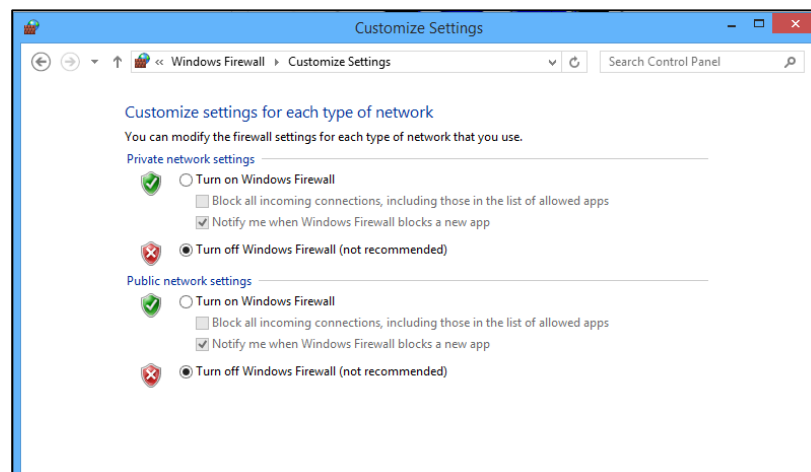 Customize Settings
« Windows Firewall ▸ Customize Settings
Search Control Panel
Customize settings for each type of network
You can modify the firewall settings for each type of network that you use.
Private network settings
Turn on Windows Firewall
Block all incoming connections, including those in the list of allowed apps
Notify me when Windows Firewall blocks a new app
Turn off Windows Firewall (not recommended)
Public network settings
Turn on Windows Firewall
Block all incoming connections, including those in the list of allowed apps
Notify me when Windows Firewall blocks a new app
Turn off Windows Firewall (not recommended)